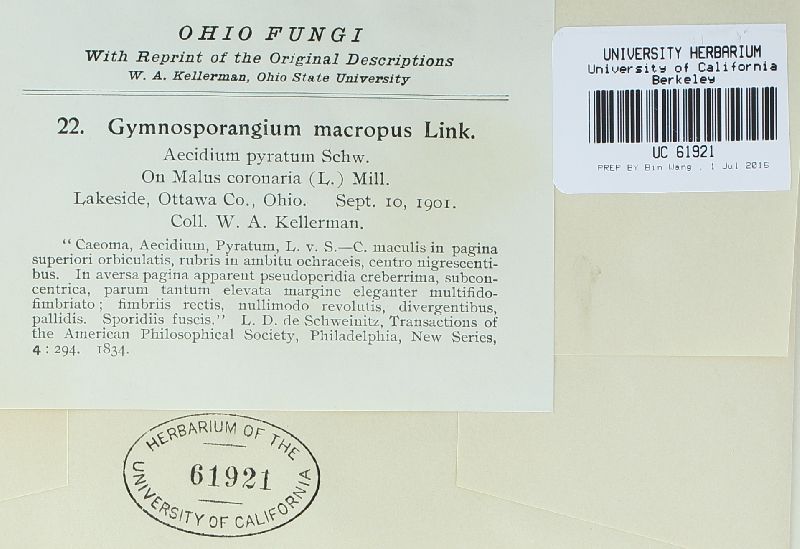 OHIO FUNGI
With Reprint of the Original Descriptions
W. A. Kellerman, Ohio State University
22. Gymnosporangium macropus Link.
Aecidium pyratum Schw.
On Malus coronaria (L.) Mill.
Lakeside, Ottawa Co., Ohio. Sept. 10, 1901.
Coll. W. A. Kellerman.
"Caeoma, Aecidium, Pyratum, L. v. S.—C. maculis in pagina
superiori orbiculatis, rubris in ambitu ochraceis, centro nigrescenti-
bus. In aversa pagina apparent pseudoperidia creberrima, subcon-
centrica, parum tantum elevata margine eleganter multifido-
fimbriato; fimbriis rectis, nullimodo revolutis, divergentibus,
pallidis. Sporidiis fuscis." L. D. de Schweinitz, Transactions of
the American Philosophical Society, Philadelphia, New Series,
4: 294. 1834.
UNIVERSITY HERBARIUM
University of California
Berkeley
UC 61921
PREP BY Bin Wang , 1 Jul 2015
HERBARIUM OF THE
61921
UNIVERSITY OF CALIFORNIA